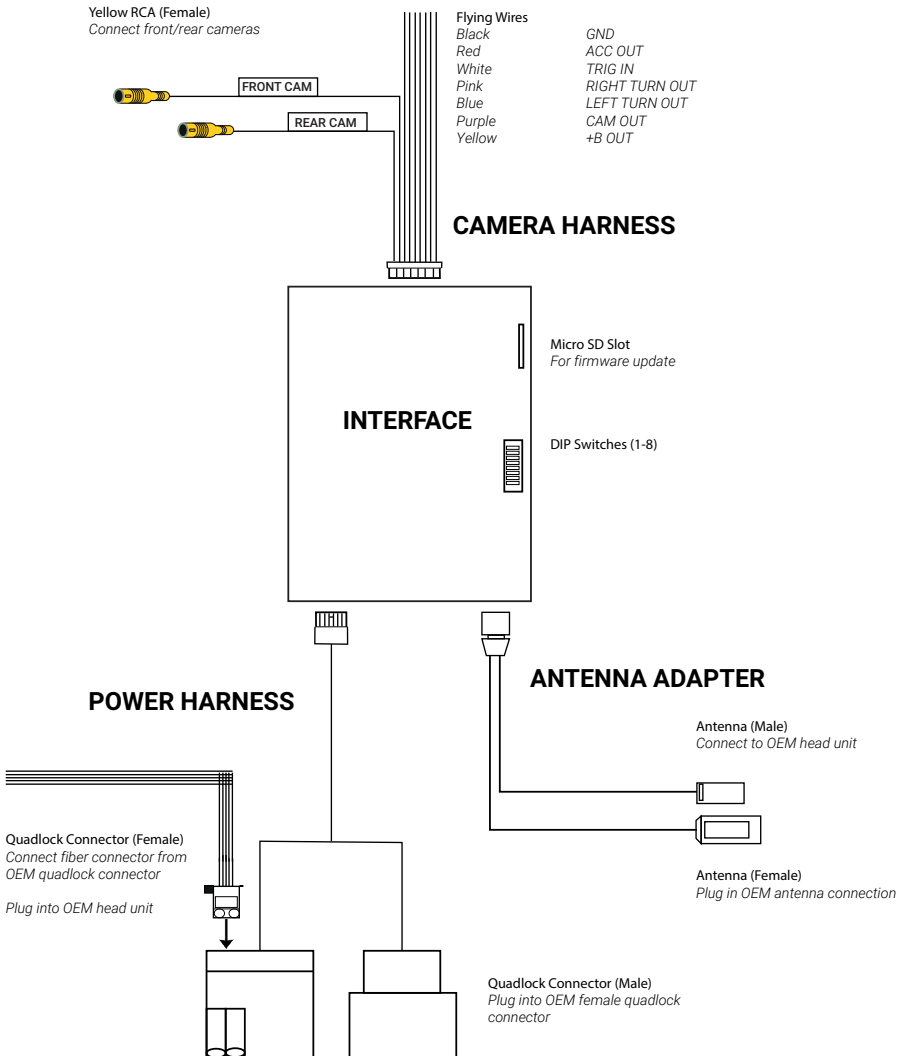 Yellow RCA (Female)
Connect front/rear cameras
FRONT CAM
REAR CAM
Flying Wires
Black GND
Red ACC OUT
White TRIG IN
Pink RIGHT TURN OUT
Blue LEFT TURN OUT
Purple CAM OUT
Yellow +B OUT
CAMERA HARNESS
INTERFACE
Micro SD Slot
For firmware update
DIP Switches (1-8)
POWER HARNESS
ANTENNA ADAPTER
Antenna (Male)
Connect to OEM head unit
Antenna (Female)
Plug in OEM antenna connection
Quadlock Connector (Female)
Connect fiber connector from
OEM quadlock connector
Plug into OEM head unit
Quadlock Connector (Male)
Plug into OEM female quadlock
connector